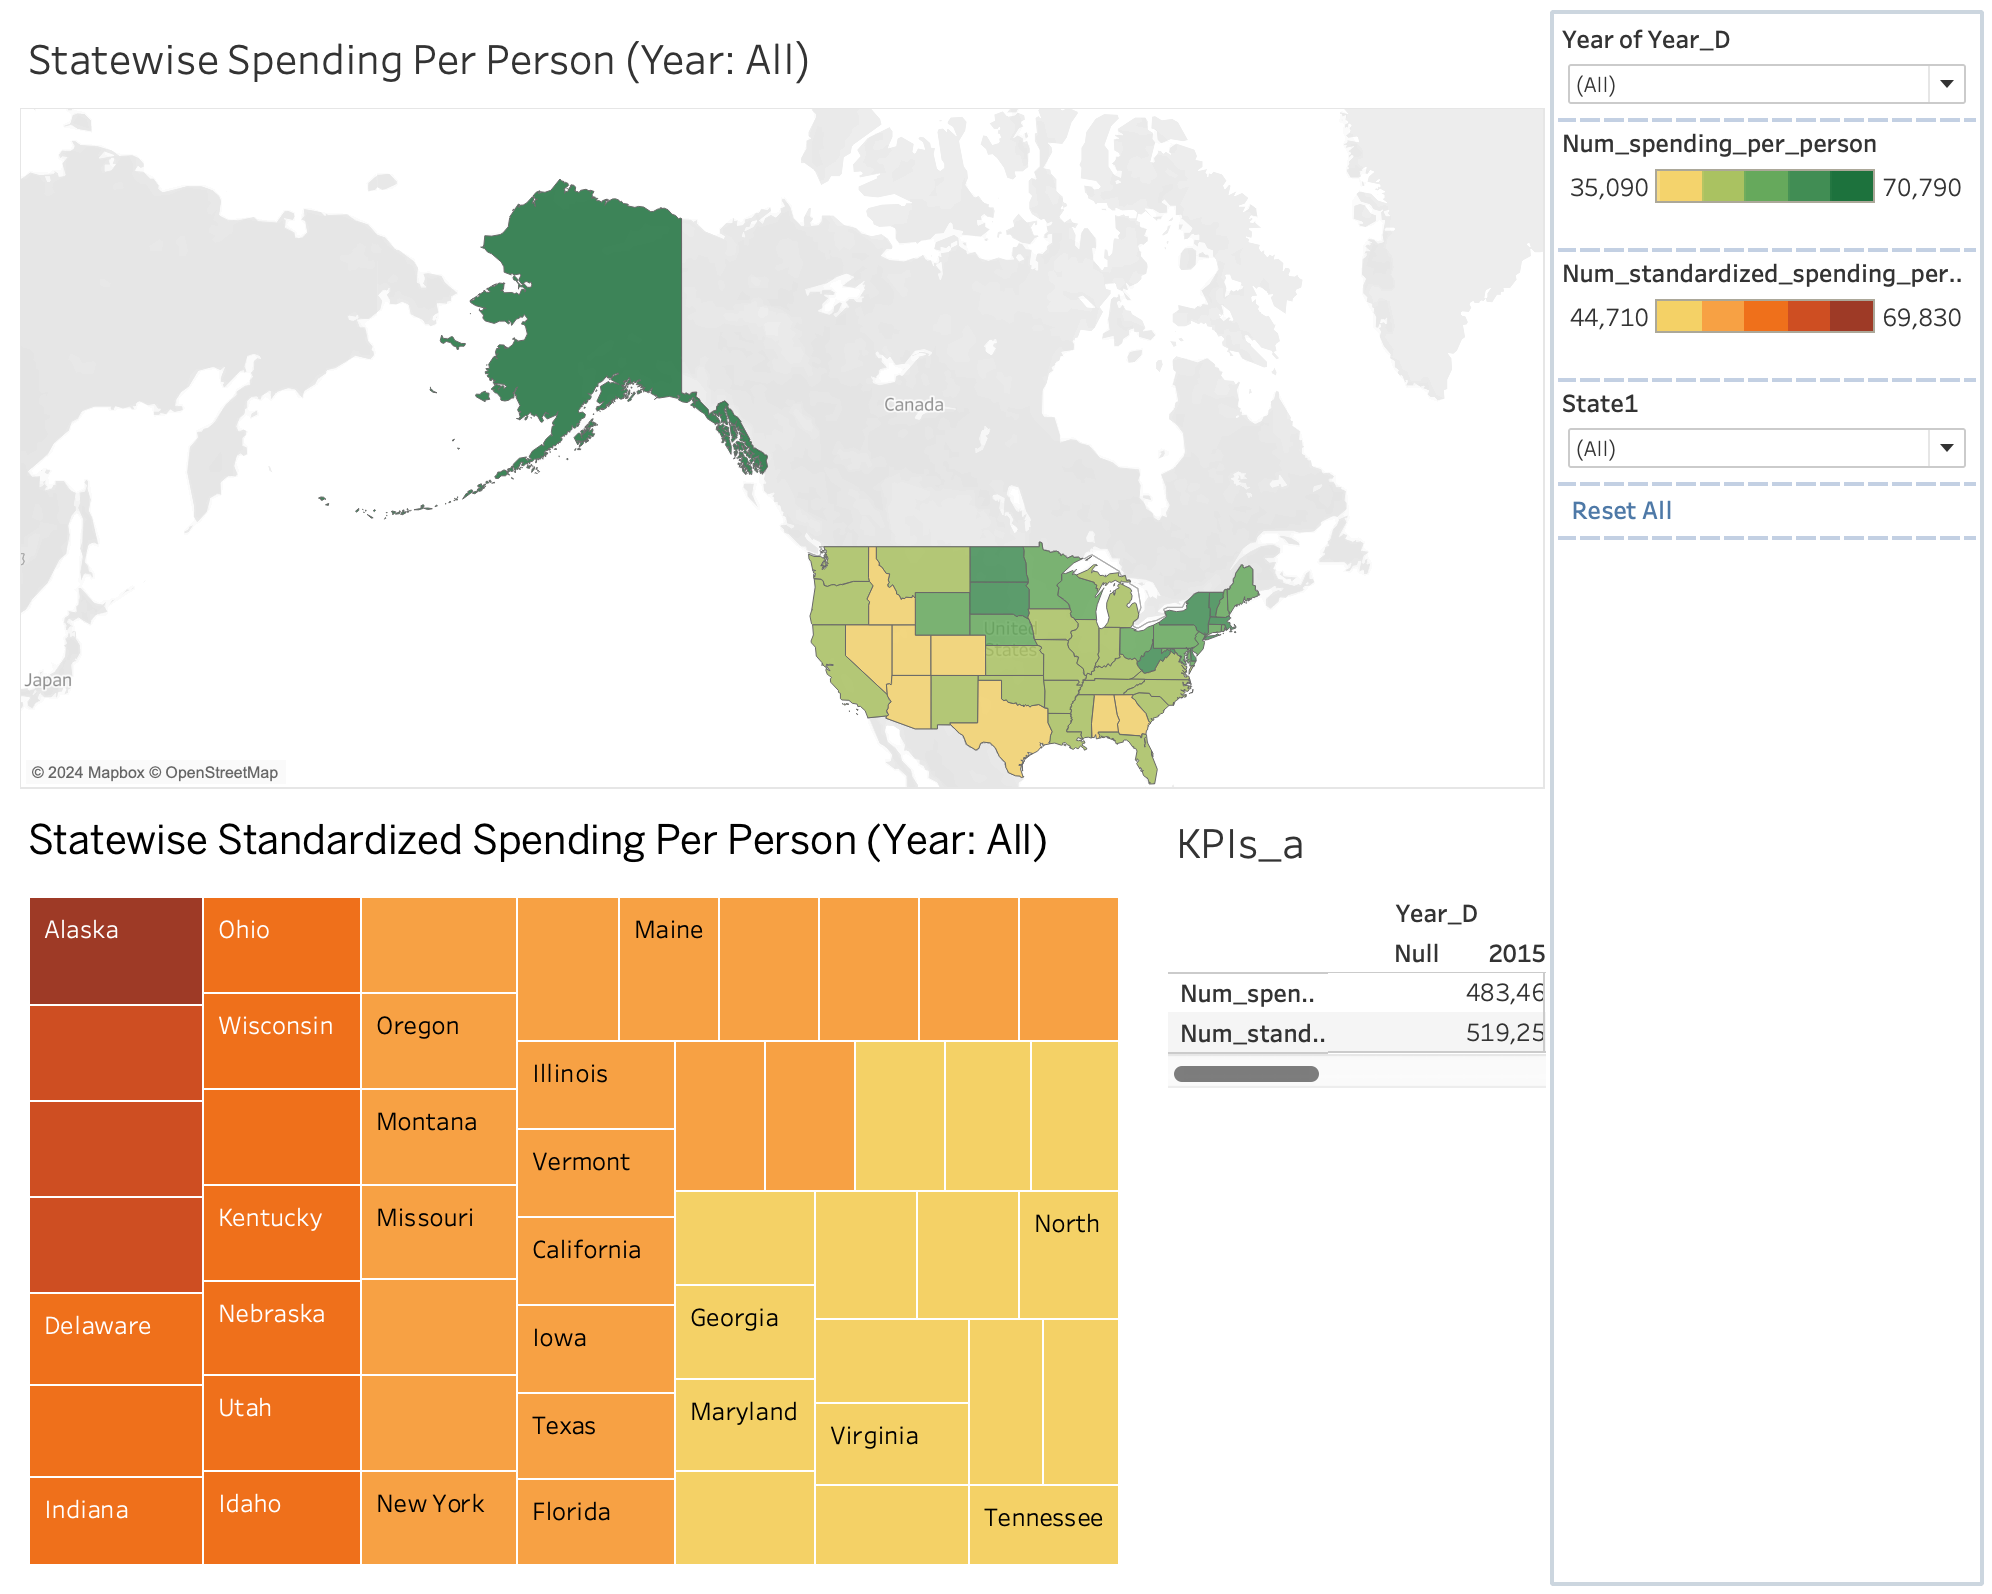 Statewise Spending Per Person (Year: All)
Canada
United
States
Japan
© 2024 Mapbox © OpenStreetMap
Year of Year_D
(All)
Num_spending_per_person
35,090
70,790
Num_standardized_spending_per..
44,710
69,830
State1
(All)
Reset All
Statewise Standardized Spending Per Person (Year: All)
Alaska
Delaware
Indiana
Ohio
Wisconsin
Kentucky
Nebraska
Utah
Idaho
Oregon
Montana
Missouri
New York
Maine
Illinois
Vermont
California
Iowa
Texas
Florida
Georgia
Maryland
North
Virginia
Tennessee
KPIs_a
Year_D
Null 2015
Num_spen.. 483,46
Num_stand.. 519,25